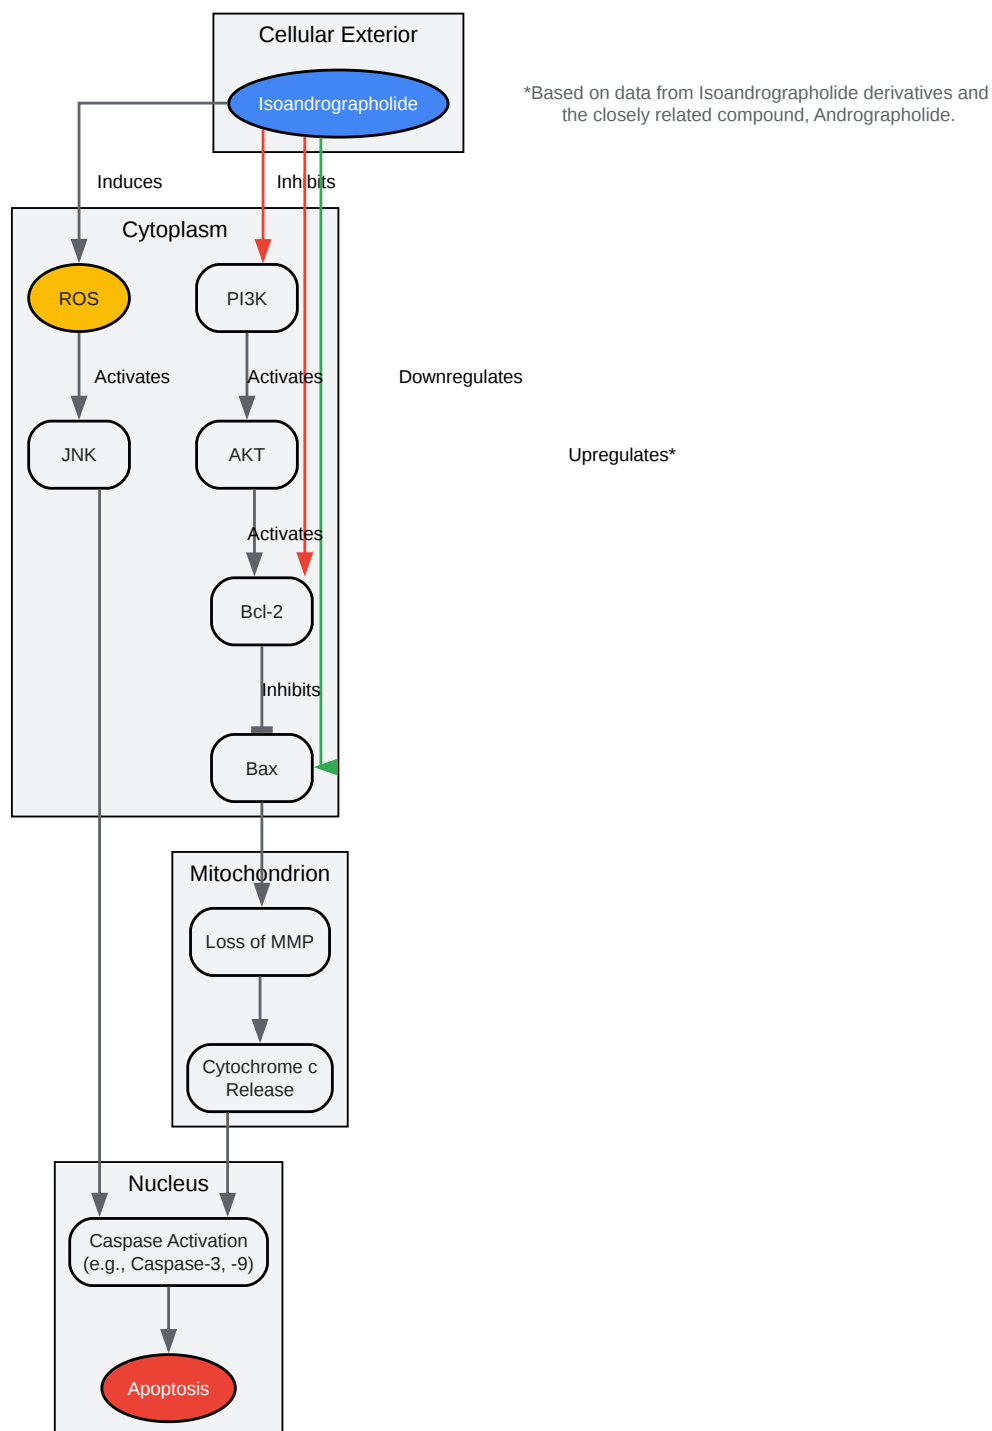 Cellular Exterior
Isoandrographolide
*Based on data from Isoandrographolide derivatives and
the closely related compound, Andrographolide.
Induces
Inhibits
Cytoplasm
ROS
PI3K
Activates
Activates
Downregulates
JNK
AKT
Upregulates*
Activates
Bcl-2
Inhibits
Bax
Mitochondrion
Loss of MMP
Cytochrome c
Release
Nucleus
Caspase Activation
(e.g., Caspase-3, -9)
Apoptosis